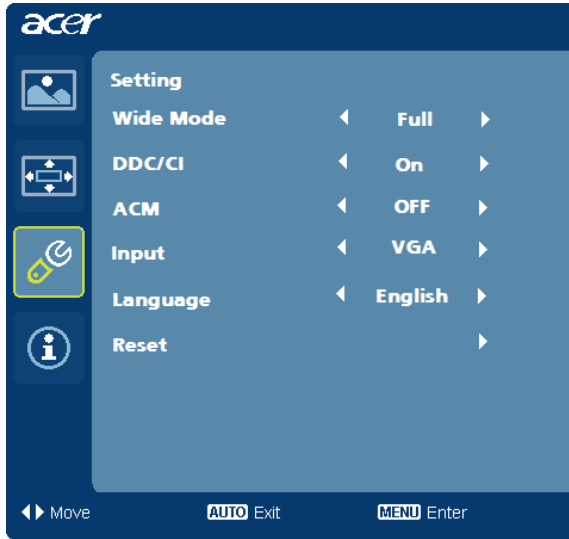 acer
Setting
Wide Mode Full
DDC/CI On
ACM OFF
Input VGA
Language English
Reset
Move AUTO Exit MENU Enter